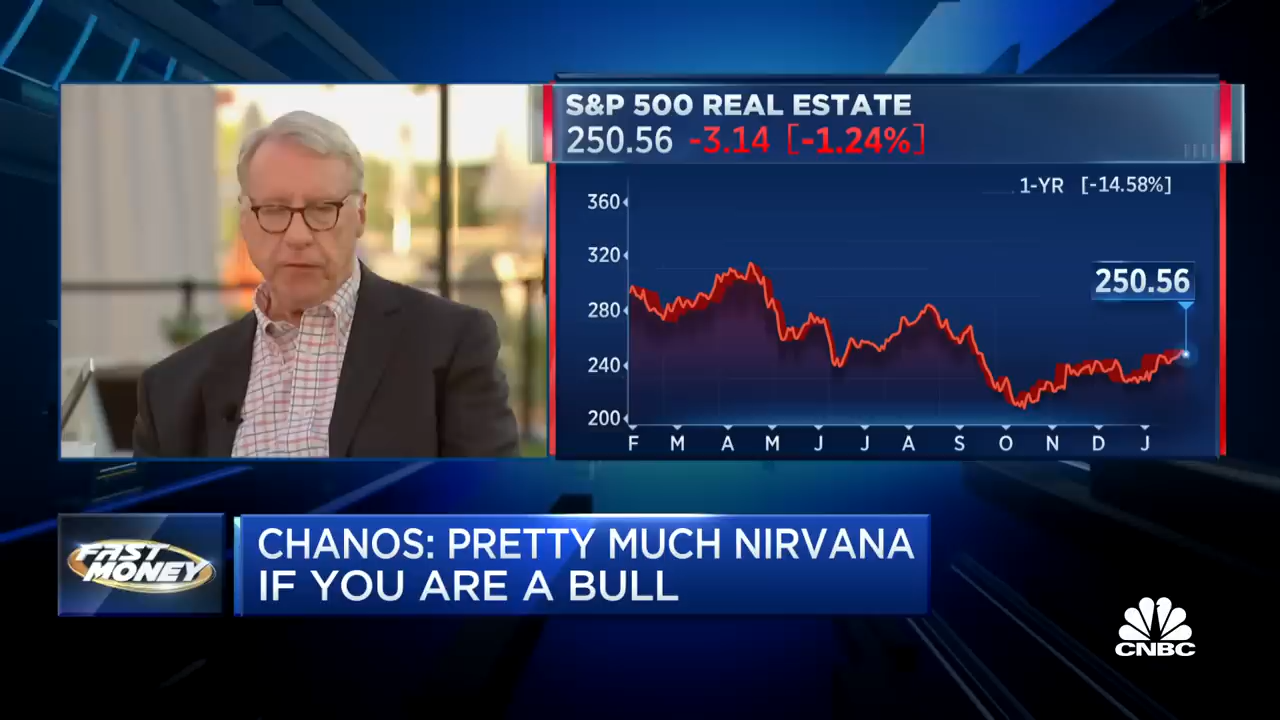 S&P 500 REAL ESTATE
250.56 -3.14 [-1.24%]
1-YR [-14.58%]
360
320
280
240
200
250.56
F M A M J J A S O N D J
FAST
MONEY
CHANOS: PRETTY MUCH NIRVANA
IF YOU ARE A BULL
CNBC